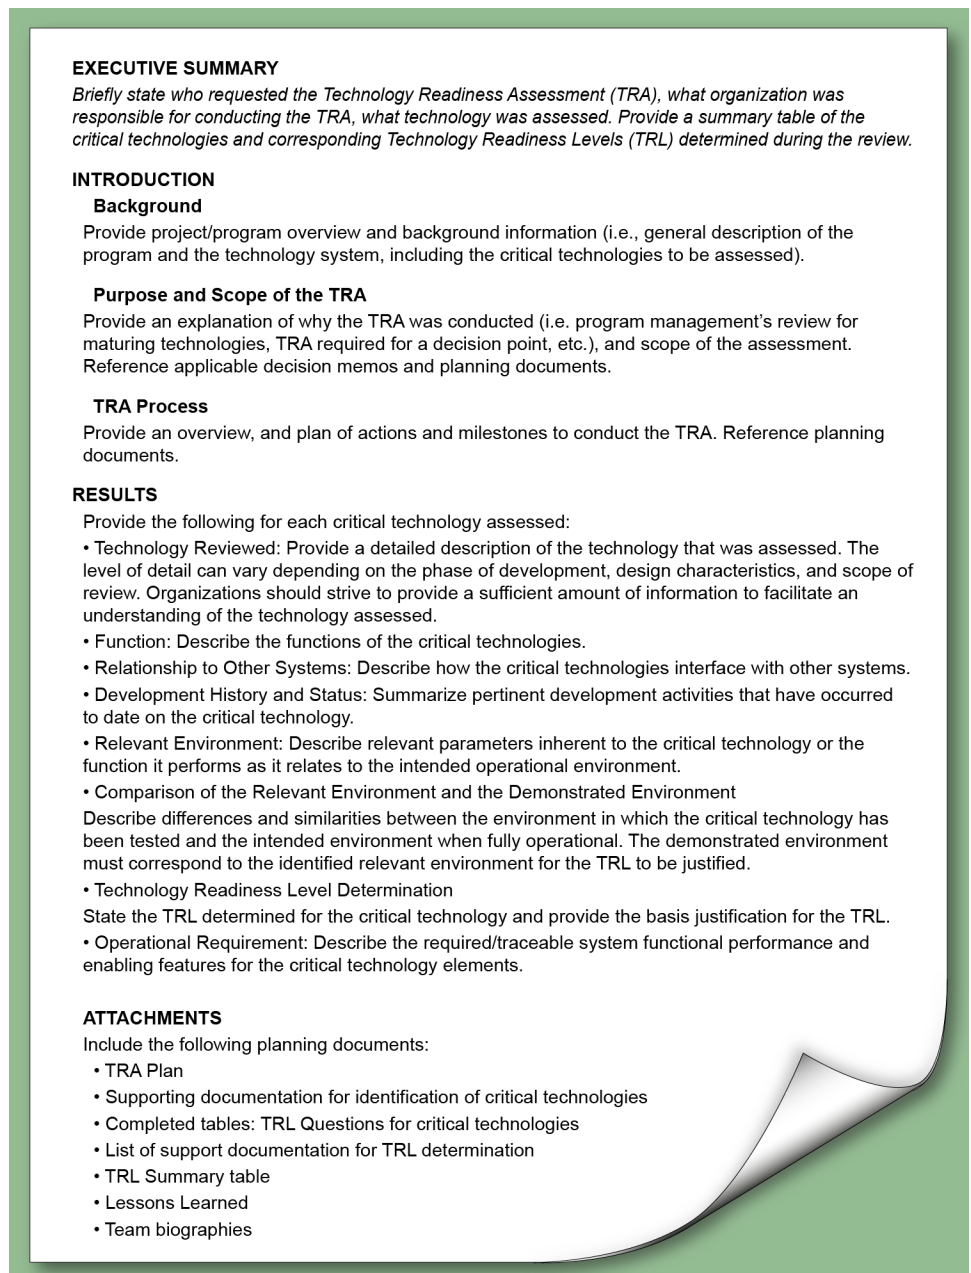 EXECUTIVE SUMMARY
Briefly state who requested the Technology Readiness Assessment (TRA), what organization was
responsible for conducting the TRA, what technology was assessed. Provide a summary table of the
critical technologies and corresponding Technology Readiness Levels (TRL) determined during the review.
INTRODUCTION
Background
Provide project/program overview and background information (i.e., general description of the
program and the technology system, including the critical technologies to be assessed).
Purpose and Scope of the TRA
Provide an explanation of why the TRA was conducted (i.e. program management's review for
maturing technologies, TRA required for a decision point, etc.), and scope of the assessment.
Reference applicable decision memos and planning documents.
TRA Process
Provide an overview, and plan of actions and milestones to conduct the TRA. Reference planning
documents.
RESULTS
Provide the following for each critical technology assessed:
• Technology Reviewed: Provide a detailed description of the technology that was assessed. The
level of detail can vary depending on the phase of development, design characteristics, and scope of
review. Organizations should strive to provide a sufficient amount of information to facilitate an
understanding of the technology assessed.
• Function: Describe the functions of the critical technologies.
• Relationship to Other Systems: Describe how the critical technologies interface with other systems.
• Development History and Status: Summarize pertinent development activities that have occurred
to date on the critical technology.
• Relevant Environment: Describe relevant parameters inherent to the critical technology or the
function it performs as it relates to the intended operational environment.
• Comparison of the Relevant Environment and the Demonstrated Environment
Describe differences and similarities between the environment in which the critical technology has
been tested and the intended environment when fully operational. The demonstrated environment
must correspond to the identified relevant environment for the TRL to be justified.
• Technology Readiness Level Determination
State the TRL determined for the critical technology and provide the basis justification for the TRL.
• Operational Requirement: Describe the required/traceable system functional performance and
enabling features for the critical technology elements.
ATTACHMENTS
Include the following planning documents:
• TRA Plan
• Supporting documentation for identification of critical technologies
• Completed tables: TRL Questions for critical technologies
• List of support documentation for TRL determination
• TRL Summary table
• Lessons Learned
• Team biographies